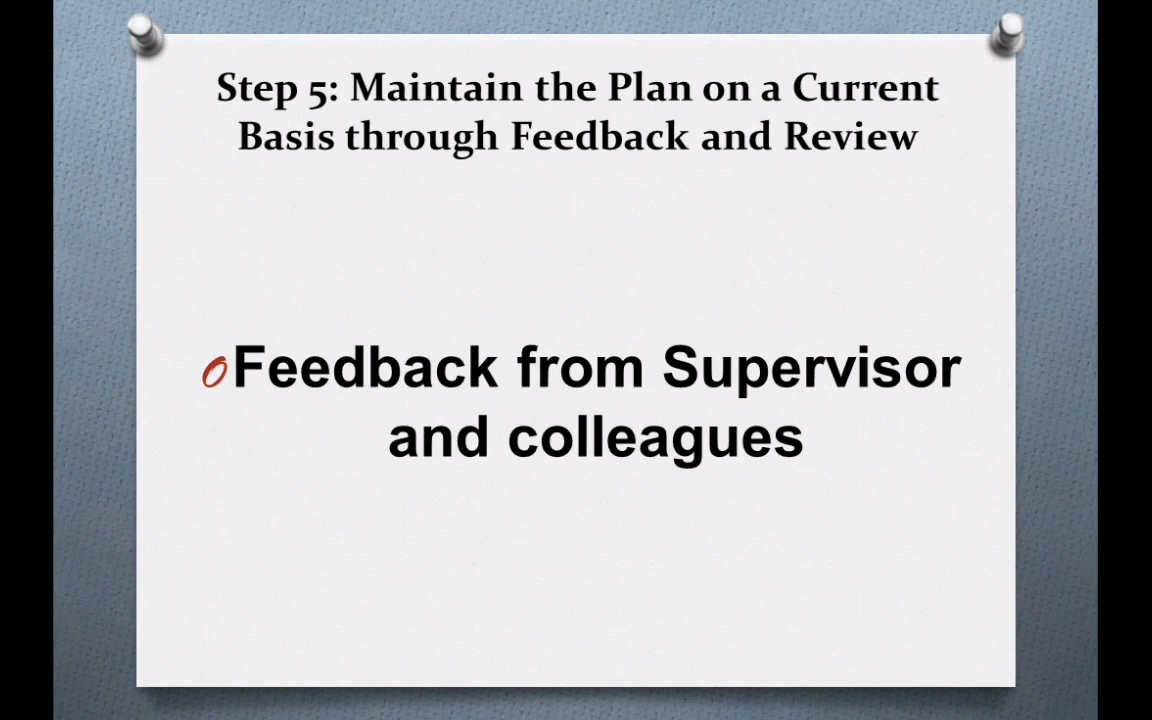 Step 5: Maintain the Plan on a Current
Basis through Feedback and Review
Feedback from Supervisor
and colleagues